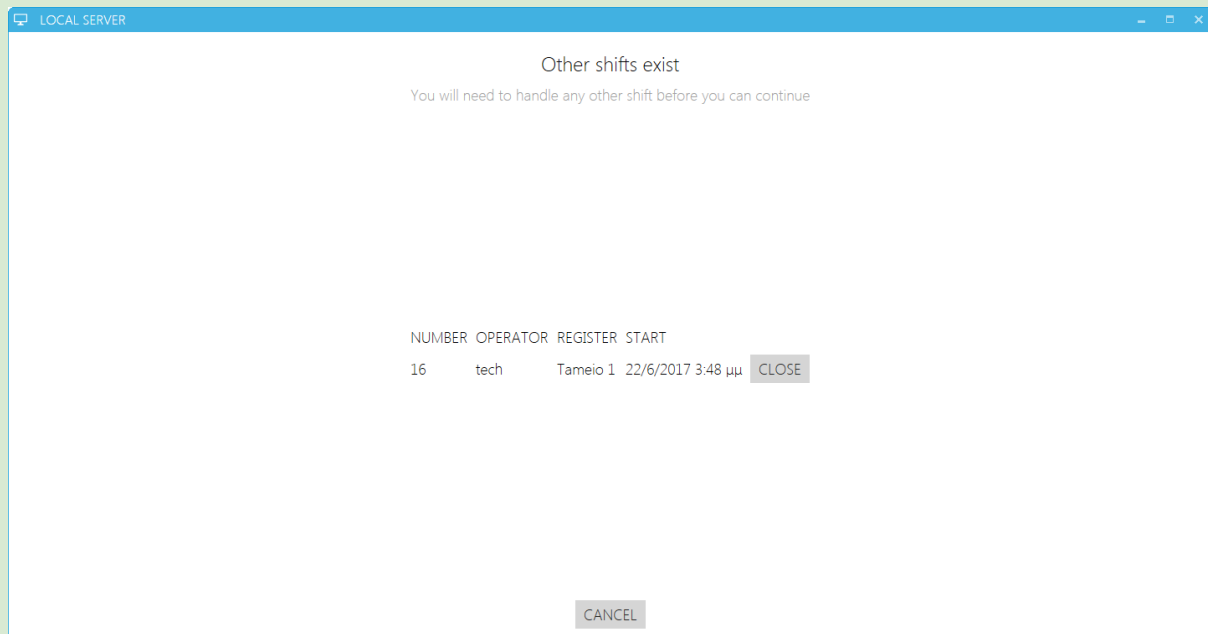 LOCAL SERVER
Other shifts exist
You will need to handle any other shift before you can continue
NUMBER OPERATOR REGISTER START
16 tech Tameio 1 22/6/2017 3:48 μμ CLOSE
CANCEL